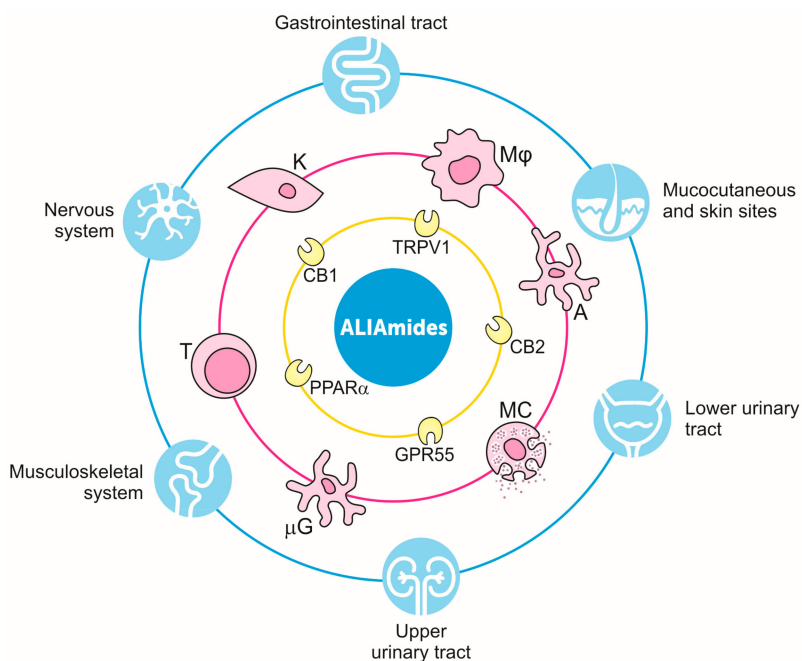 Gastrointestinal tract
K
Mφ
Nervous
system
Mucocutaneous
and skin sites
TRPV1
CB1
A
ALIAmides
CB2
T
PPARα
MC
Lower urinary
tract
GPR55
Musculoskeletal
system
μG
Upper
urinary tract